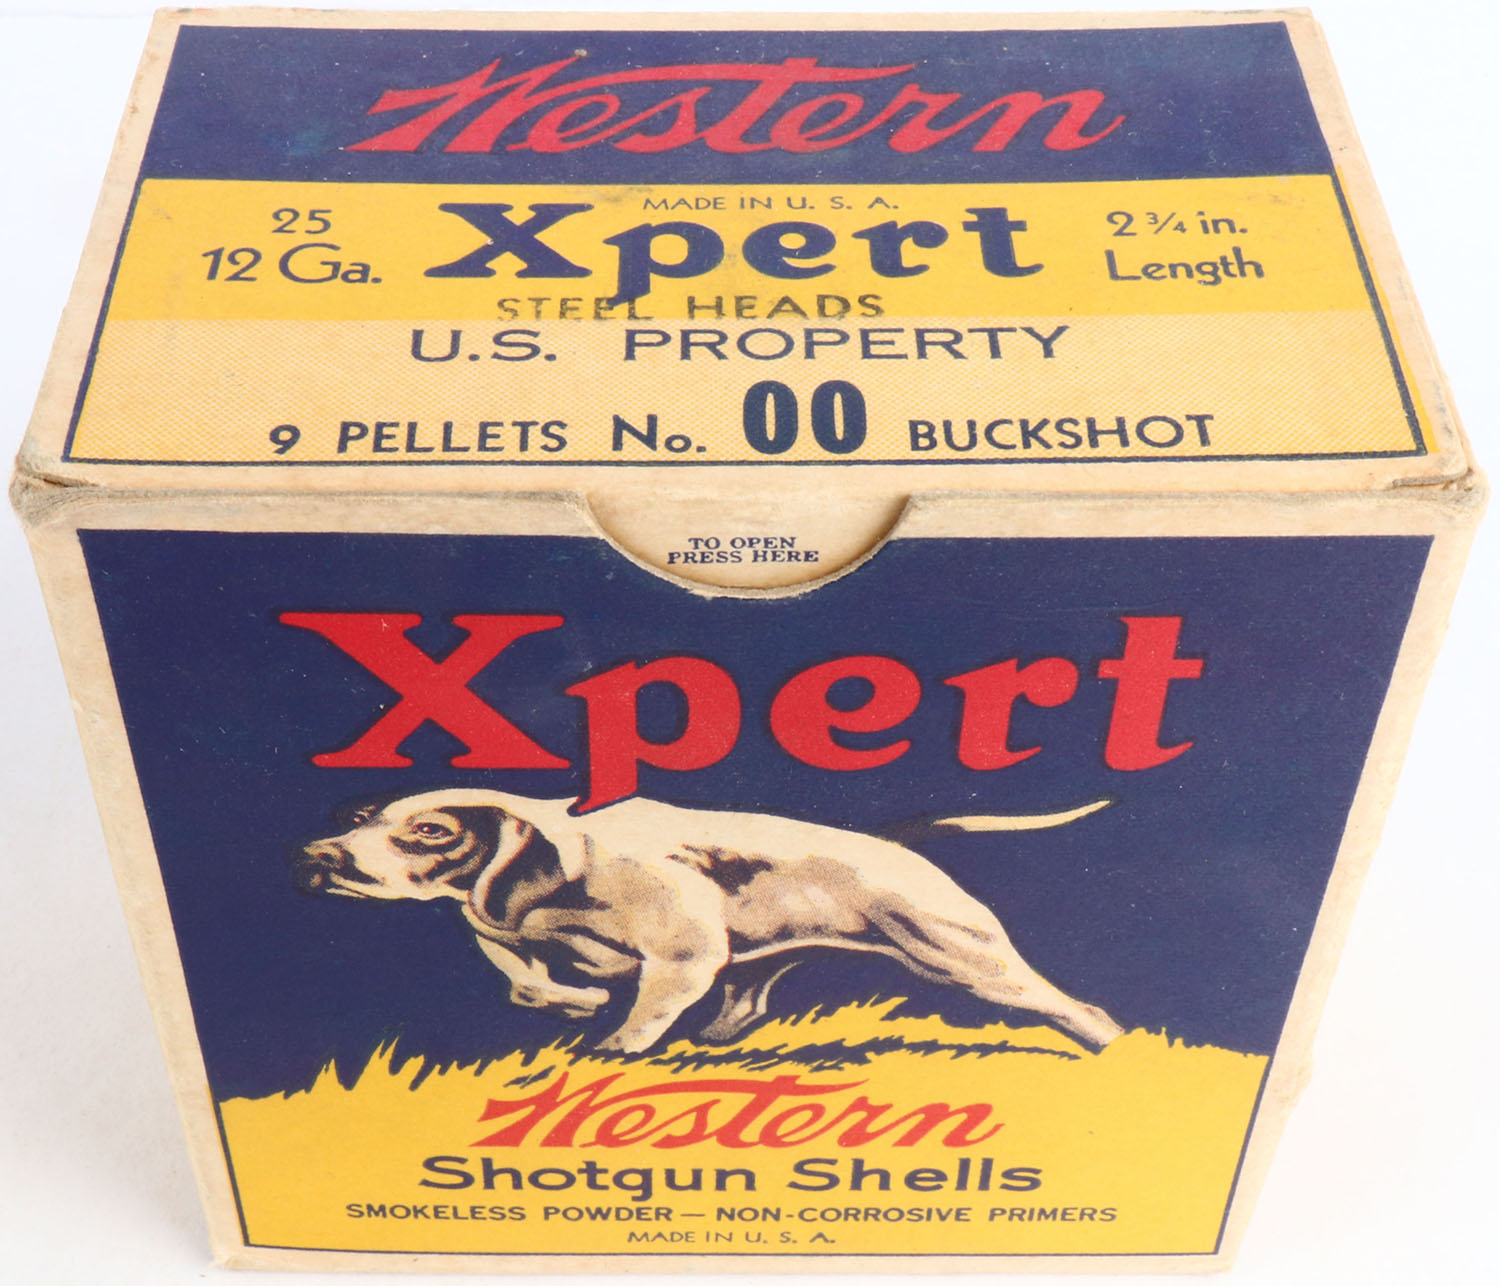 Western
MADE IN U. S. A.
25
12 Ga.
Xpert
2 3/4 in.
Length
STEEL HEADS
U.S. PROPERTY
9 PELLETS No. 00 BUCKSHOT
TO OPEN
PRESS HERE
Xpert
Western
Shotgun Shells
SMOKELESS POWDER — NON-CORROSIVE PRIMERS
MADE IN U. S. A.